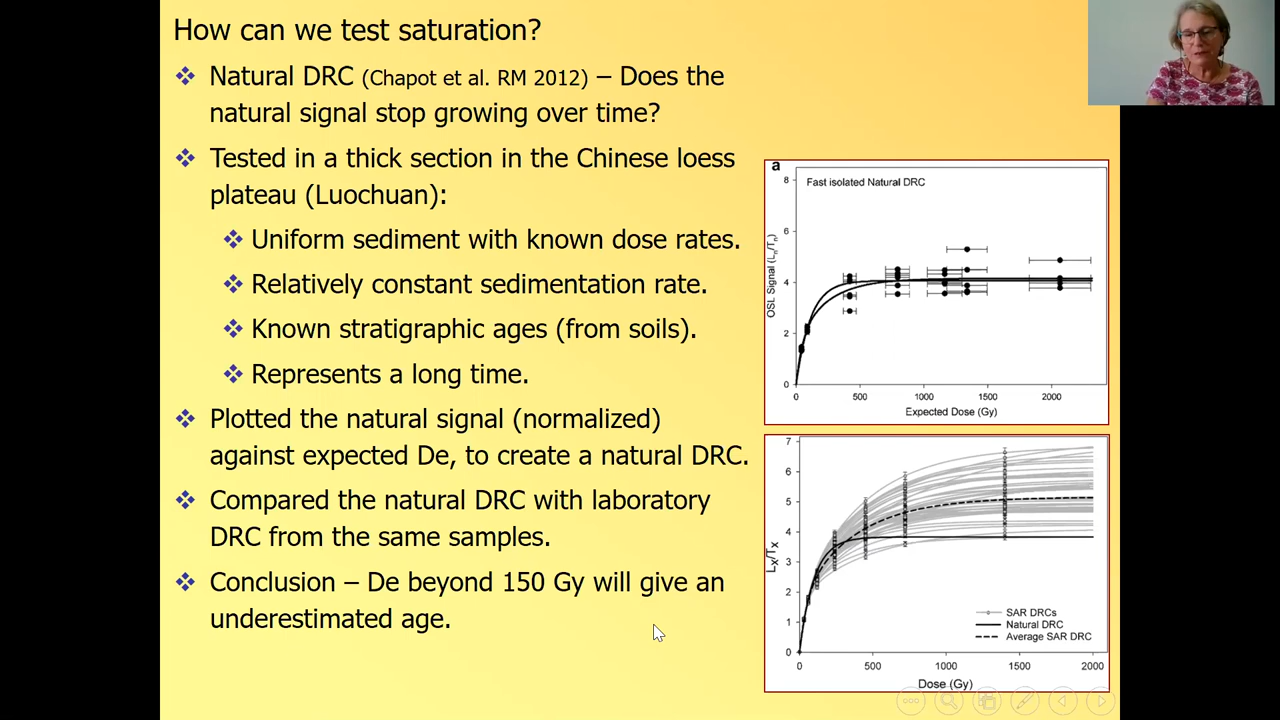 How can we test saturation?
❖ Natural DRC (Chapot et al. RM 2012) – Does the
natural signal stop growing over time?
❖ Tested in a thick section in the Chinese loess
plateau (Luochuan):
❖ Uniform sediment with known dose rates.
❖ Relatively constant sedimentation rate.
❖ Known stratigraphic ages (from soils).
❖ Represents a long time.
❖ Plotted the natural signal (normalized)
against expected De, to create a natural DRC.
❖ Compared the natural DRC with laboratory
DRC from the same samples.
❖ Conclusion – De beyond 150 Gy will give an
underestimated age.
a
Fast isolated Natural DRC
8
6
4
2
0
OSL Signal (Ln/Tn)
0 500 1000 1500 2000
Expected Dose (Gy)
7
6
5
4
3
2
1
0
Lx/Tx
SAR DRCs
Natural DRC
Average SAR DRC
0 500 1000 1500 2000
Dose (Gy)